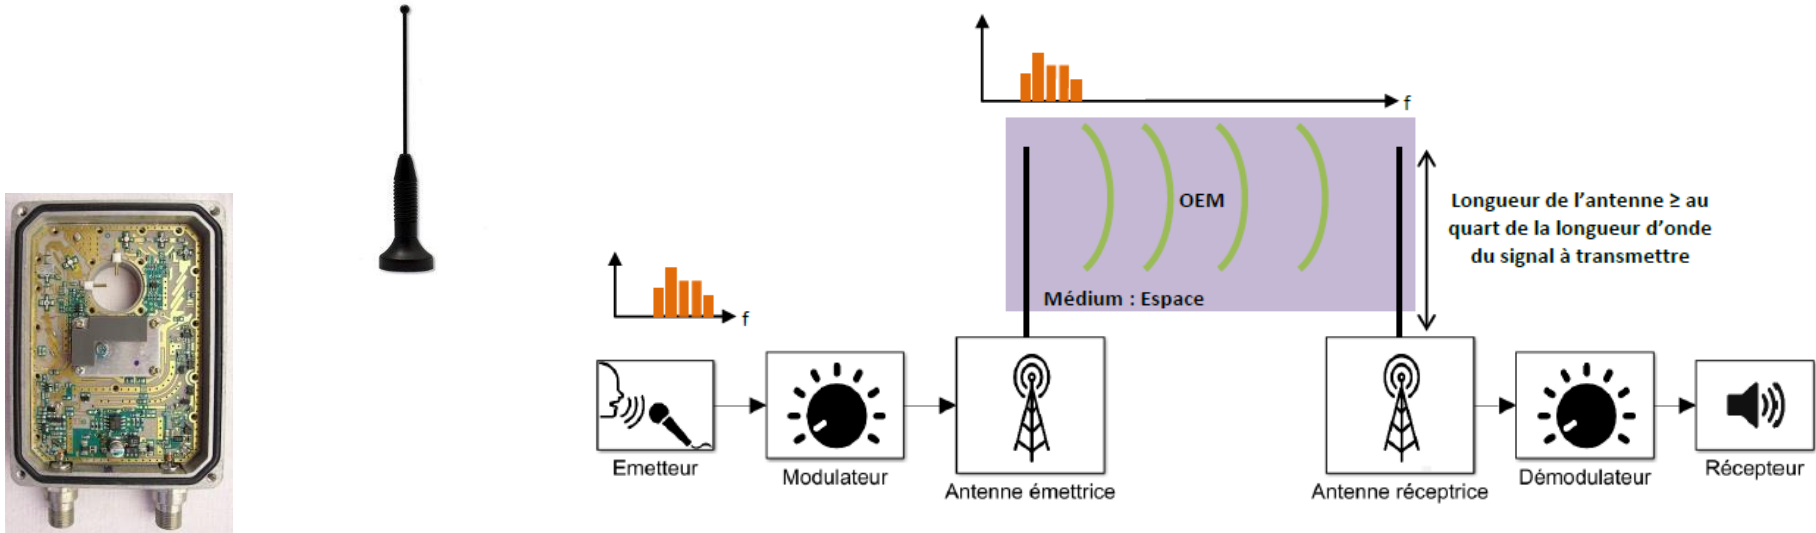 f
OEM
Longueur de l'antenne ≥ au
quart de la longueur d'onde
du signal à transmettre
Médium : Espace
f
Emetteur
Modulateur
Antenne émettrice
Antenne réceptrice
Démodulateur
Récepteur